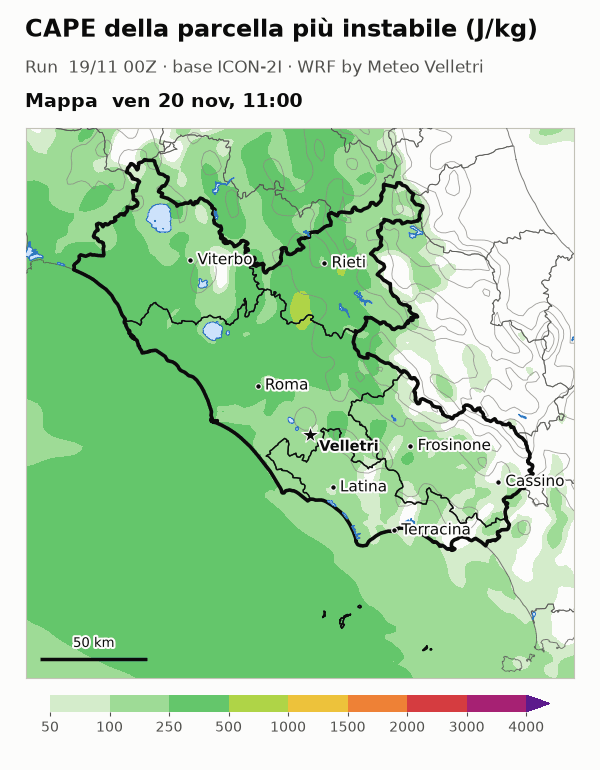 CAPE della parcella più instabile (J/kg)
Run  19/11 00Z · base ICON-2I · WRF by Meteo Velletri
Mappa  ven 20 nov, 11:00
Viterbo
Rieti
Roma
Velletri
Frosinone
Latina
Cassino
Terracina
50 km
50 100 250 500 1000 1500 2000 3000 4000